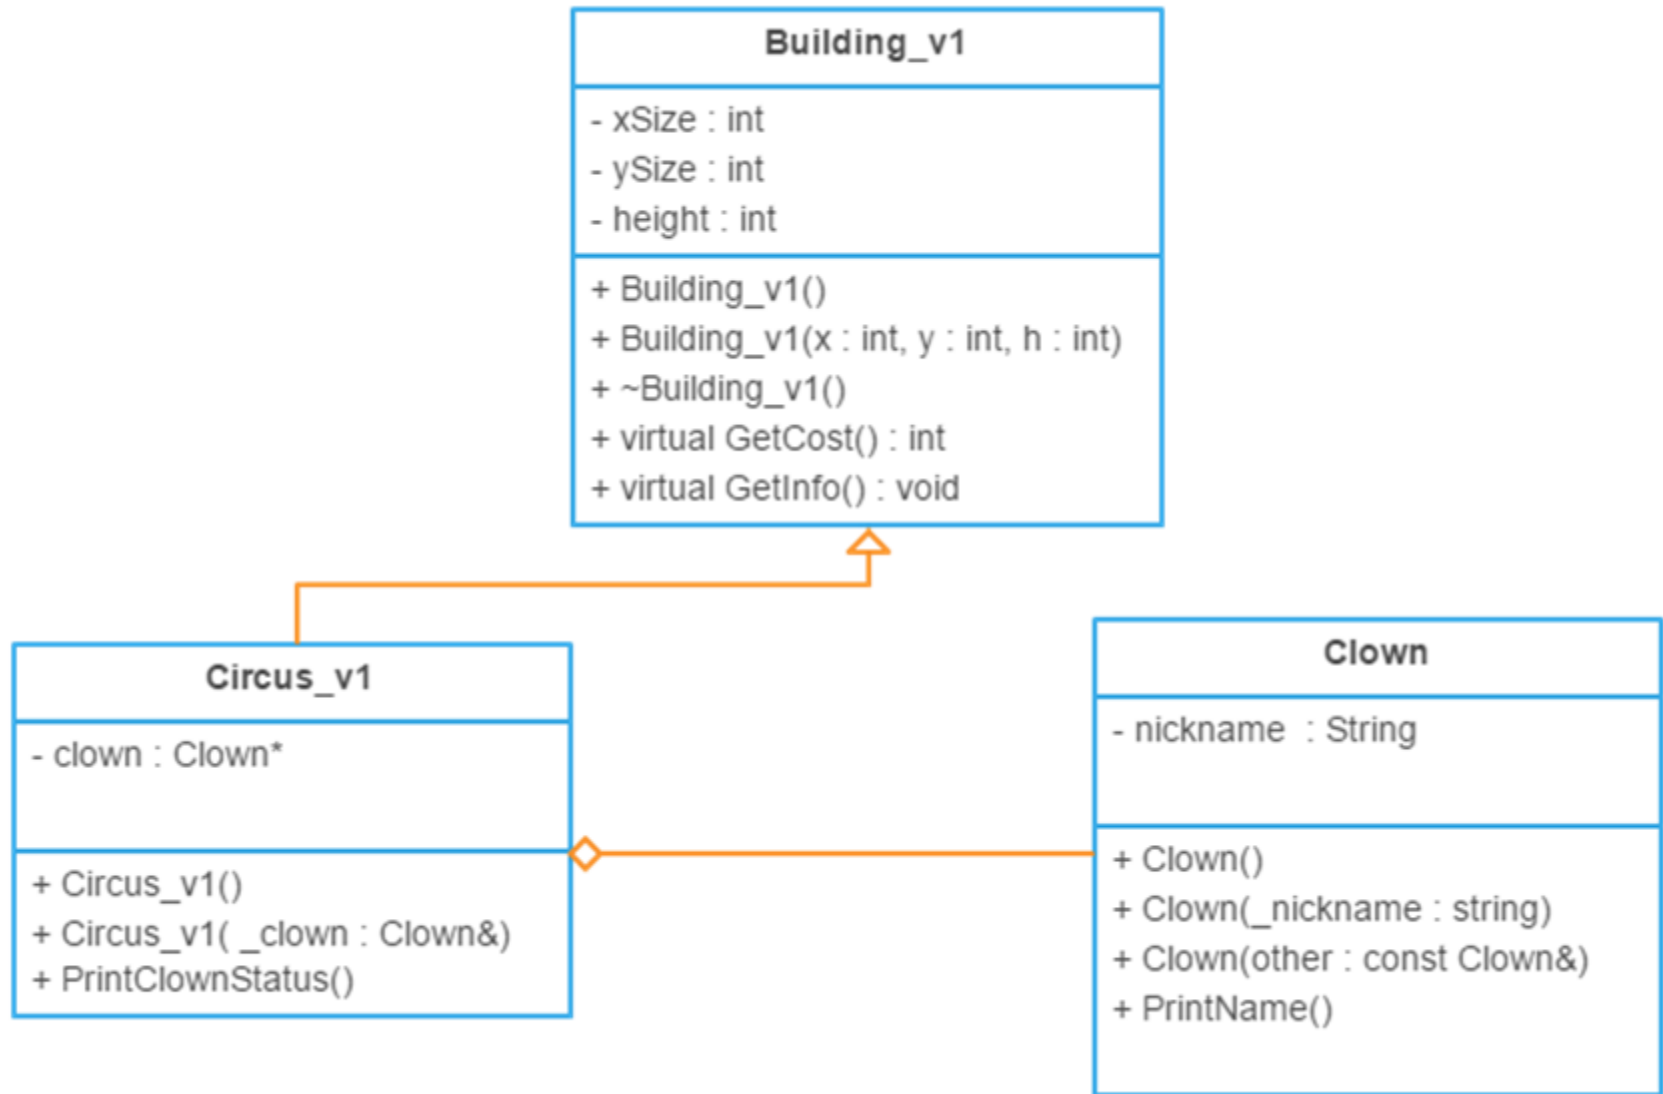 Building_v1
- xSize : int
- ySize : int
- height : int
+ Building_v1()
+ Building_v1(x : int, y : int, h : int)
+ ~Building_v1()
+ virtual GetCost() : int
+ virtual GetInfo() : void
Circus_v1
- clown : Clown*
+ Circus_v1()
+ Circus_v1( _clown : Clown&)
+ PrintClownStatus()
Clown
- nickname  : String
+ Clown()
+ Clown(_nickname : string)
+ Clown(other : const Clown&)
+ PrintName()